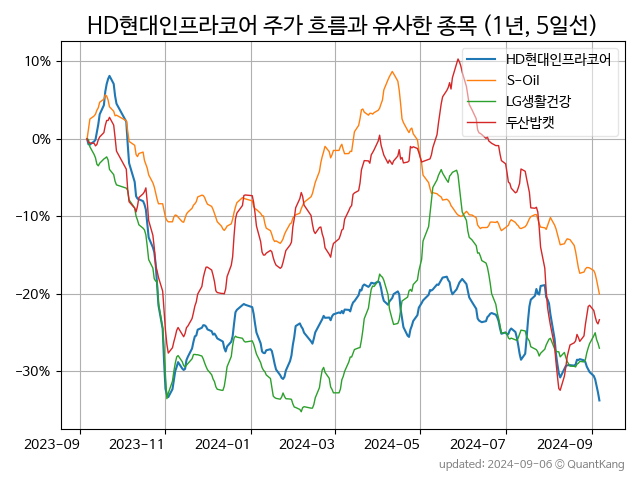 HD현대인프라코어 주가 흐름과 유사한 종목 (1년, 5일선)
HD현대인프라코어
S-Oil
LG생활건강
두산밥캣
10%
0%
−10%
−20%
−30%
2023-09 2023-11 2024-01 2024-03 2024-05 2024-07 2024-09
updated: 2024-09-06 © QuantKang